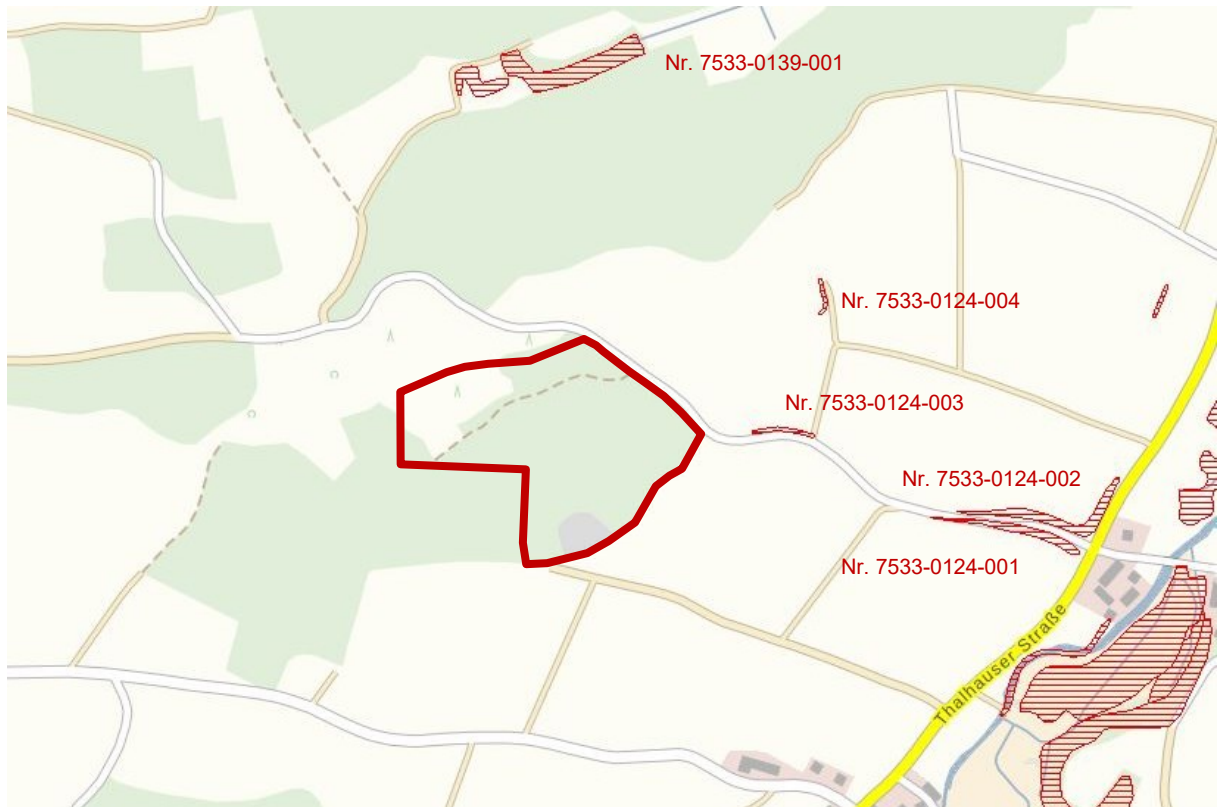 Nr. 7533-0139-001
Nr. 7533-0124-004
Nr. 7533-0124-003
Nr. 7533-0124-002
Nr. 7533-0124-001
Thalhauser Straße